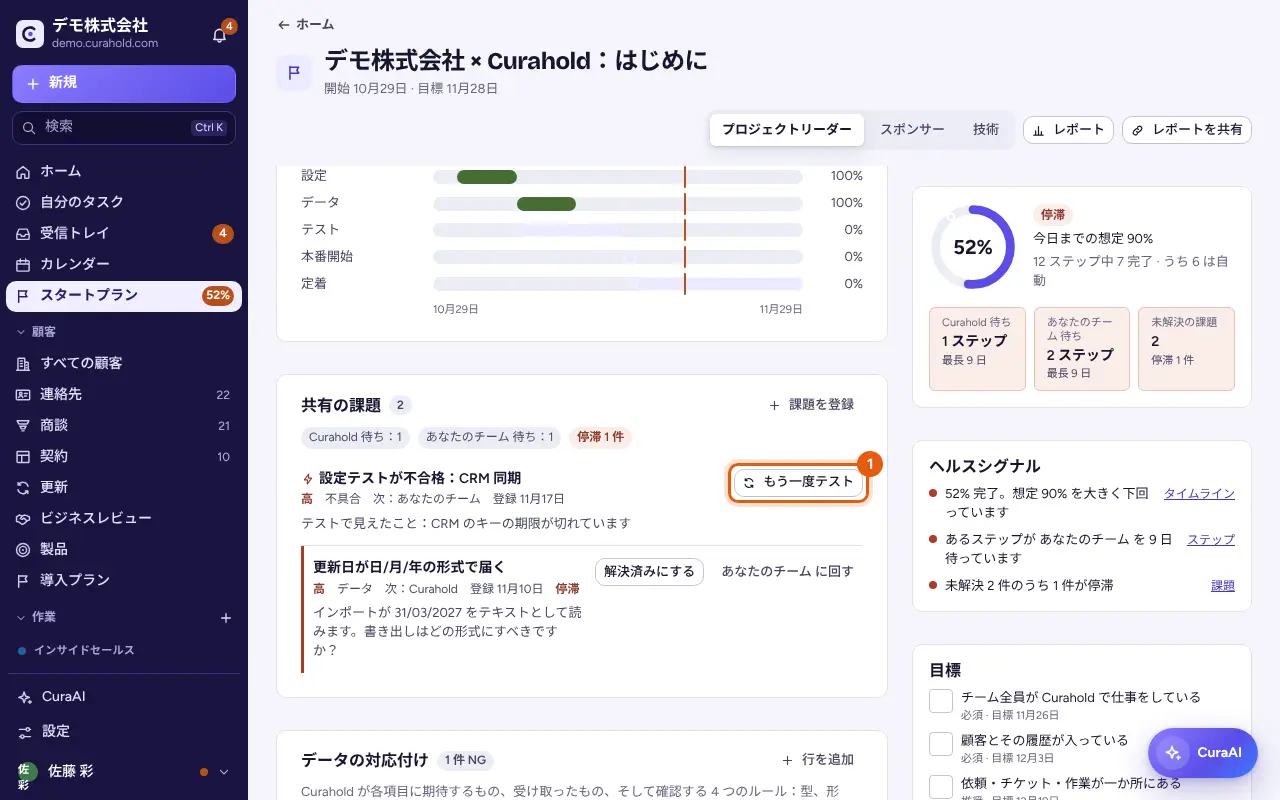 デモ株式会社
demo.curahold.com
4
新規
検索
Ctrl K
ホーム
自分のタスク
受信トレイ
4
カレンダー
スタートプラン
52%
顧客
すべての顧客
連絡先
22
商談
21
契約
10
更新
ビジネスレビュー
製品
導入プラン
作業
インサイドセールス
CuraAI
設定
佐彩
佐藤 彩
ホーム
デモ株式会社 × Curahold：はじめに
開始 10月29日 · 目標 11月28日
プロジェクトリーダー
スポンサー
技術
レポート
レポートを共有
設定
100%
データ
100%
テスト
0%
本番開始
0%
定着
0%
10月29日
11月29日
共有の課題
2
課題を登録
Curahold 待ち：1
あなたのチーム 待ち：1
停滞 1 件
設定テストが不合格：CRM 同期
高 不具合 次：あなたのチーム 登録 11月17日
テストで見えたこと：CRM のキーの期限が切れています
もう一度テスト
1
更新日が日/月/年の形式で届く
高 データ 次：Curahold 登録 11月10日 停滞
インポートが 31/03/2027 をテキストとして読
みます。書き出しはどの形式にすべきです
か？
解決済みにする
あなたのチーム に回す
データの対応付け
1 件 NG
行を追加
Curahold が各項目に期待するもの、受け取ったもの、そして確認する 4 つのルール：型、形
52%
停滞
今日までの想定 90%
12 ステップ中 7 完了 · うち 6 は自
動
Curahold 待ち
1 ステップ
最長 9 日
あなたのチー
ム 待ち
2 ステップ
最長 9 日
未解決の課題
2
停滞 1 件
ヘルスシグナル
52% 完了。想定 90% を大きく下回
っています
タイムライン
あるステップが あなたのチーム を 9 日
待っています
ステップ
未解決 2 件のうち 1 件が停滞
課題
目標
チーム全員が Curahold で仕事をしている
必須 · 目標 11月26日
顧客とその履歴が入っている
必須 · 目標 12月3日
依頼・チケット・作業が一か所にある
CuraAI